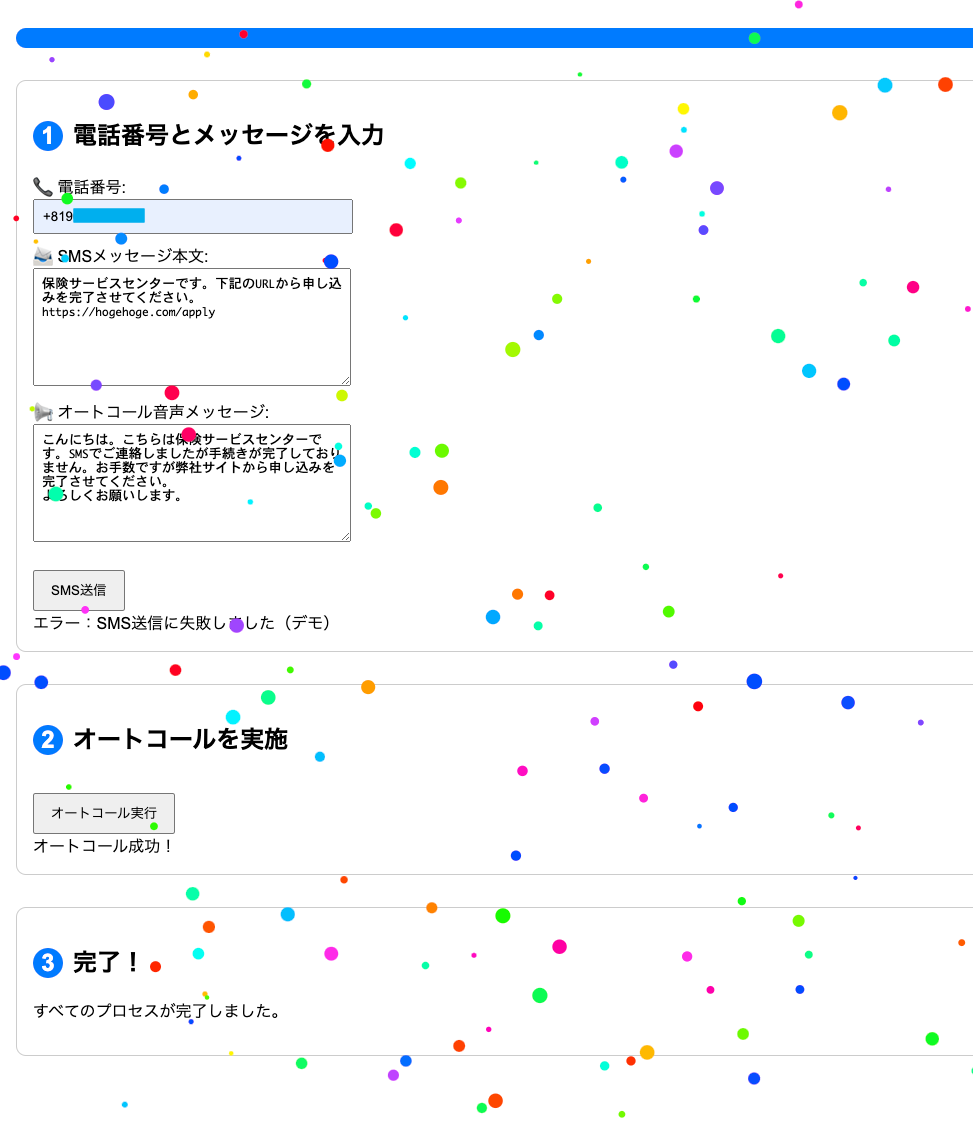 1 電話番号とメッセージを入力
電話番号:
+819
SMSメッセージ本文:
保険サービスセンターです。下記のURLから申し込
みを完了させてください。
https://hogehoge.com/apply
オートコール音声メッセージ:
こんにちは。こちらは保険サービスセンターで
す。SMSでご連絡しましたが手続きが完了しており
ません。お手数ですが弊社サイトから申し込みを
完了させてください。
よろしくお願いします。
SMS送信
エラー：SMS送信に失敗しました（デモ）
2 オートコールを実施
オートコール実行
オートコール成功！
3 完了！
すべてのプロセスが完了しました。